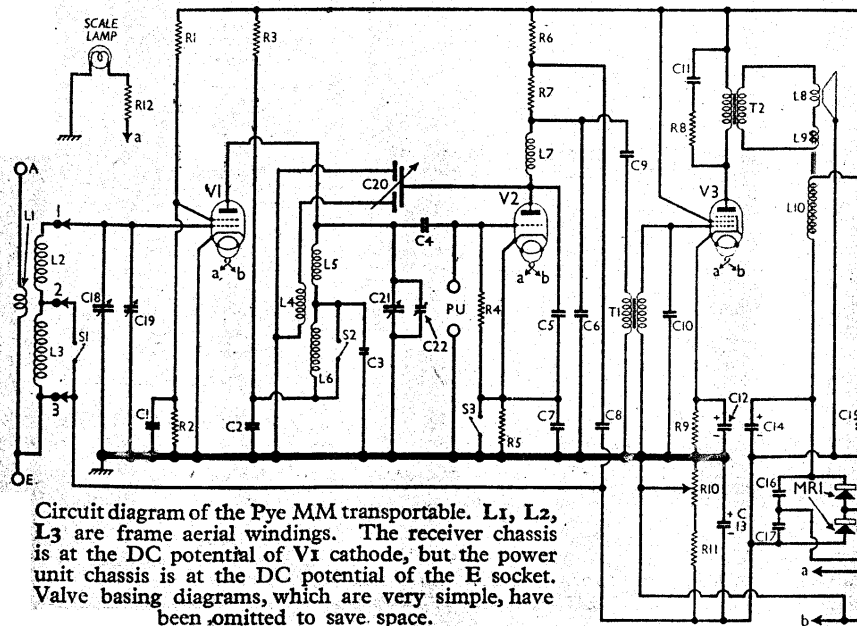 SCALE
LAMP
R12
a
R1
R3
R6
R7
C11
R8
T2
L8
L9
L10
A
L1
1
V1
C20
L7
V2
C9
V3
L2
C4
a b
a b
a b
2
L5
C18
C19
L4
C21
PU
R4
C5
C6
T1
C10
L3
S1
S2
C22
C3
L6
3
C1
R2
C2
S3
R5
C7
C8
R9
+ C12
-
+ C14
-
C15
E
R10
C16
MR1
Circuit diagram of the Pye MM transportable. L1, L2,
L3 are frame aerial windings. The receiver chassis
is at the DC potential of V1 cathode, but the power
unit chassis is at the DC potential of the E socket.
Valve basing diagrams, which are very simple, have
been omitted to save space.
+ C
- 13
C17
R11
a
b